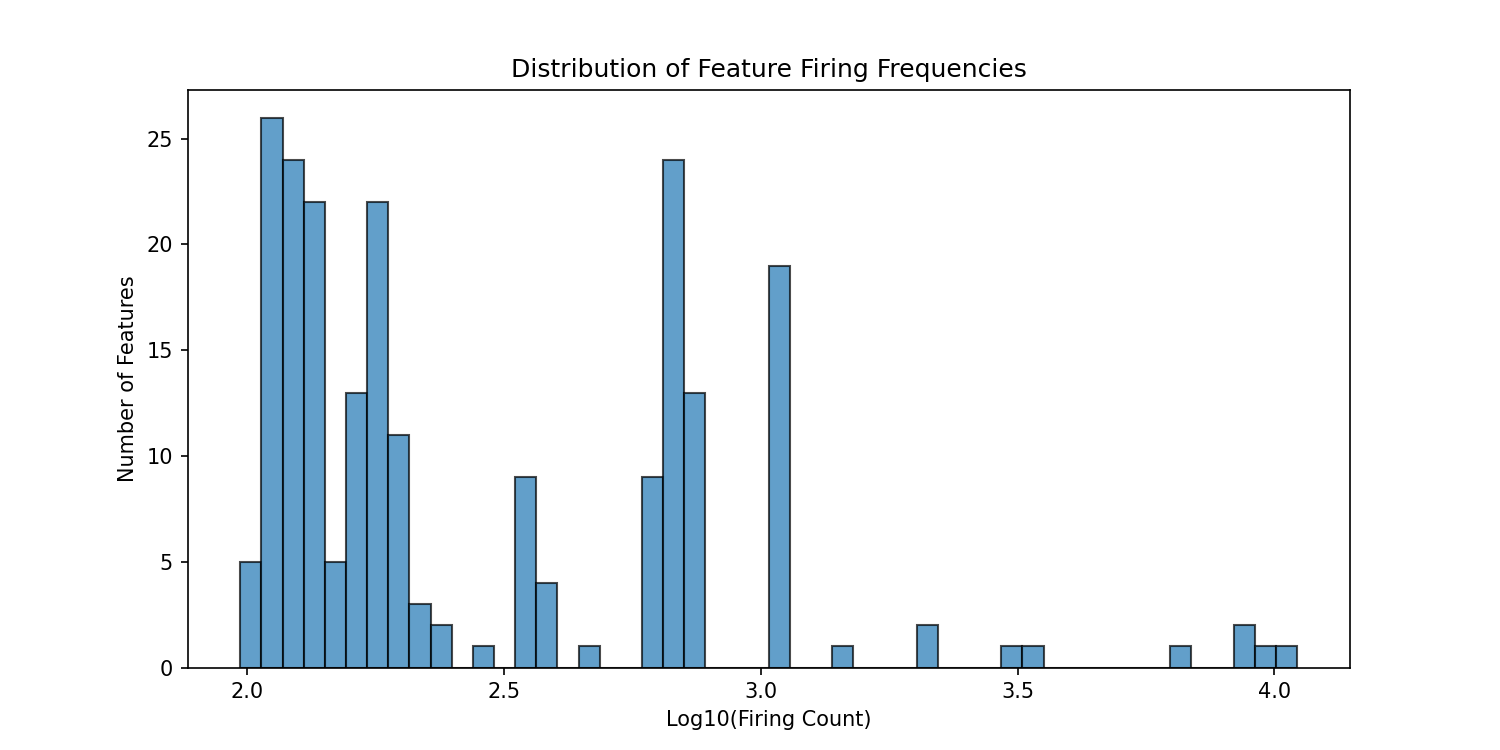 Distribution of Feature Firing Frequencies
Number of Features
25
20
15
10
5
0
2.0 2.5 3.0 3.5 4.0
Log10(Firing Count)